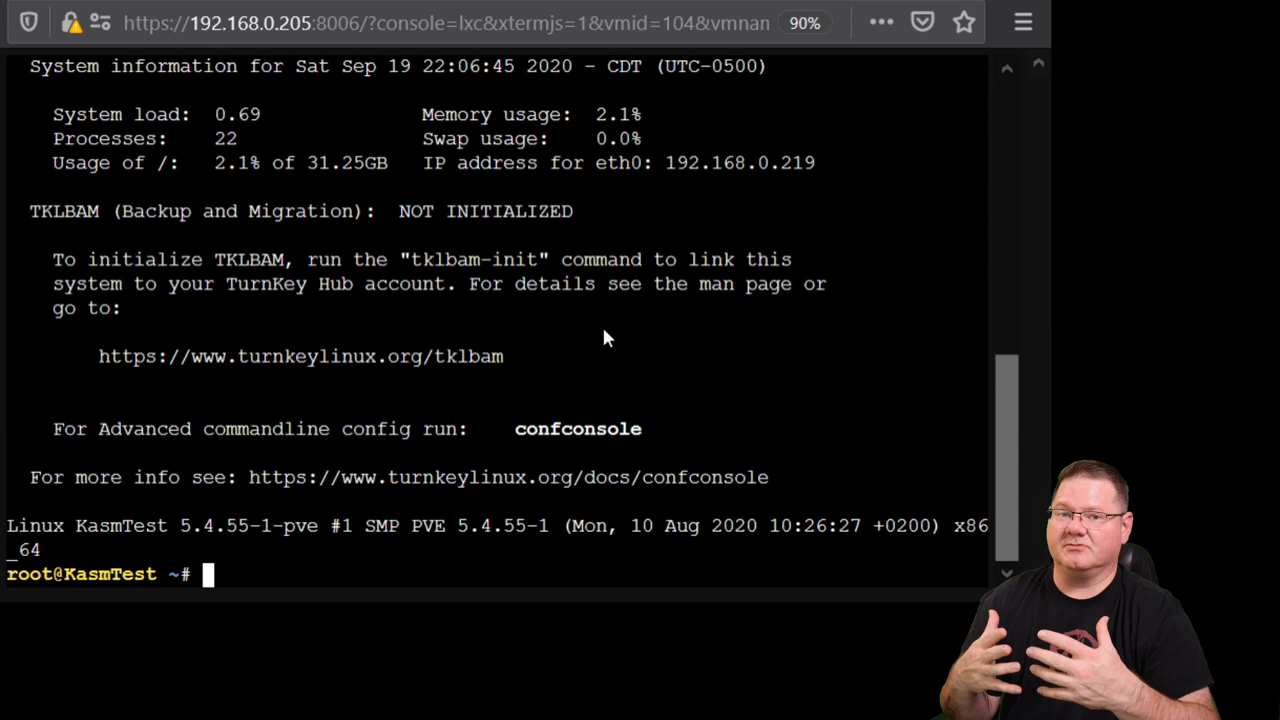 https://192.168.0.205:8006/?console=lxc&xtermjs=1&vmid=104&vmnan
90%
System information for Sat Sep 19 22:06:45 2020 - CDT (UTC-0500)
System load: 0.69 Memory usage: 2.1%
Processes: 22 Swap usage: 0.0%
Usage of /: 2.1% of 31.25GB IP address for eth0: 192.168.0.219
TKLBAM (Backup and Migration): NOT INITIALIZED
To initialize TKLBAM, run the "tklbam-init" command to link this
system to your TurnKey Hub account. For details see the man page or
go to:
https://www.turnkeylinux.org/tklbam
For Advanced commandline config run: confconsole
For more info see: https://www.turnkeylinux.org/docs/confconsole
Linux KasmTest 5.4.55-1-pve #1 SMP PVE 5.4.55-1 (Mon, 10 Aug 2020 10:26:27 +0200) x86
_64
root@KasmTest ~#